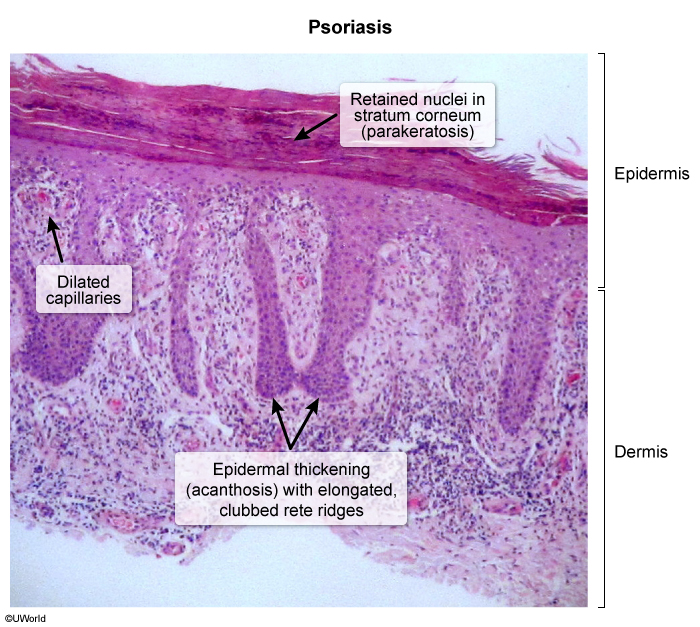 Psoriasis
Retained nuclei in
stratum corneum
(parakeratosis)
Epidermis
Dilated
capillaries
Dermis
Epidermal thickening
(acanthosis) with elongated,
clubbed rete ridges
©UWorld